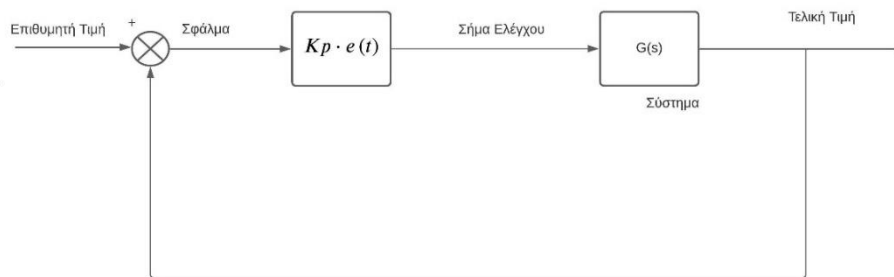 Επιθυμητή Τιμή
+
Σφάλμα
Kp · e (t)
Σήμα Ελέγχου
G(s)
Σύστημα
Τελική Τιμή